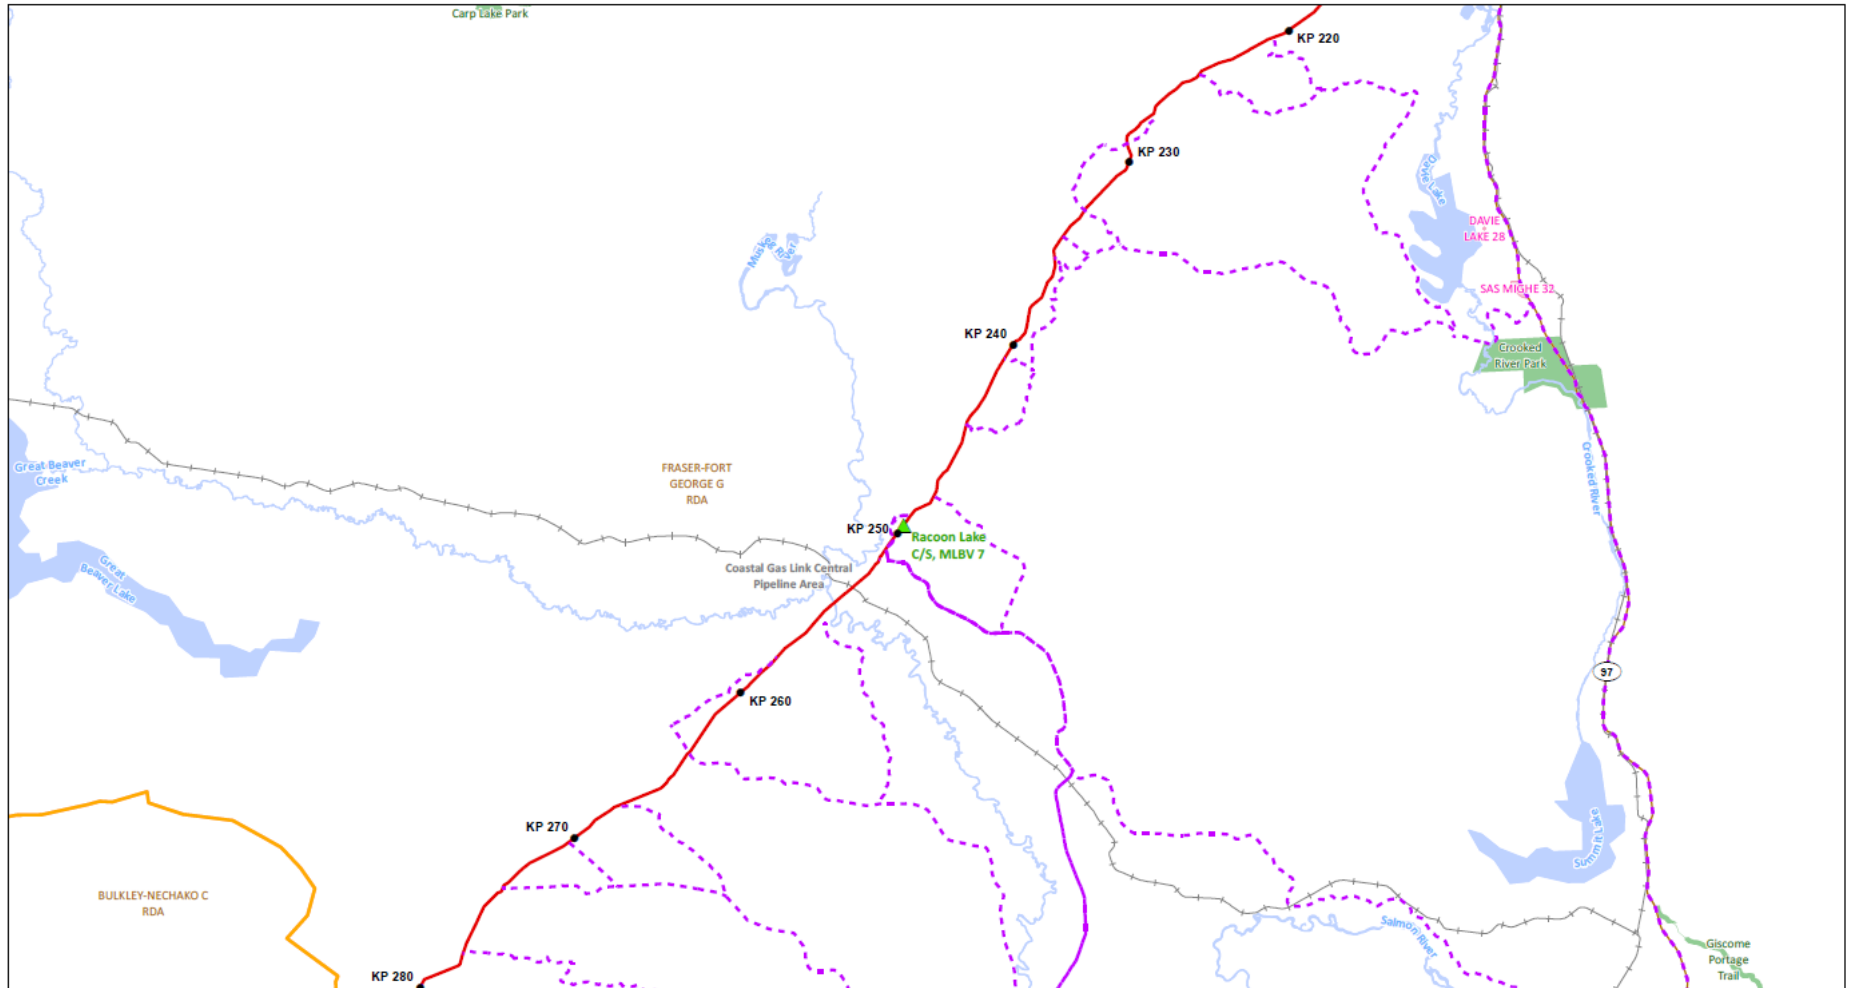 Carp Lake Park
KP 220
KP 230
Davie Lake
DAVIE
LAKE 28
Muskeg River
SAS MIGHE 32
KP 240
Crooked
River Park
Great Beaver
Creek
FRASER-FORT
GEORGE G
RDA
Crooked River
KP 250
Racoon Lake
C/S, MLBV 7
Coastal Gas Link Central
Pipeline Area
Great
Beaver Lake
97
KP 260
KP 270
Summit Lake
BULKLEY-NECHAKO C
RDA
Salmon River
Giscome
Portage
Trail
KP 280